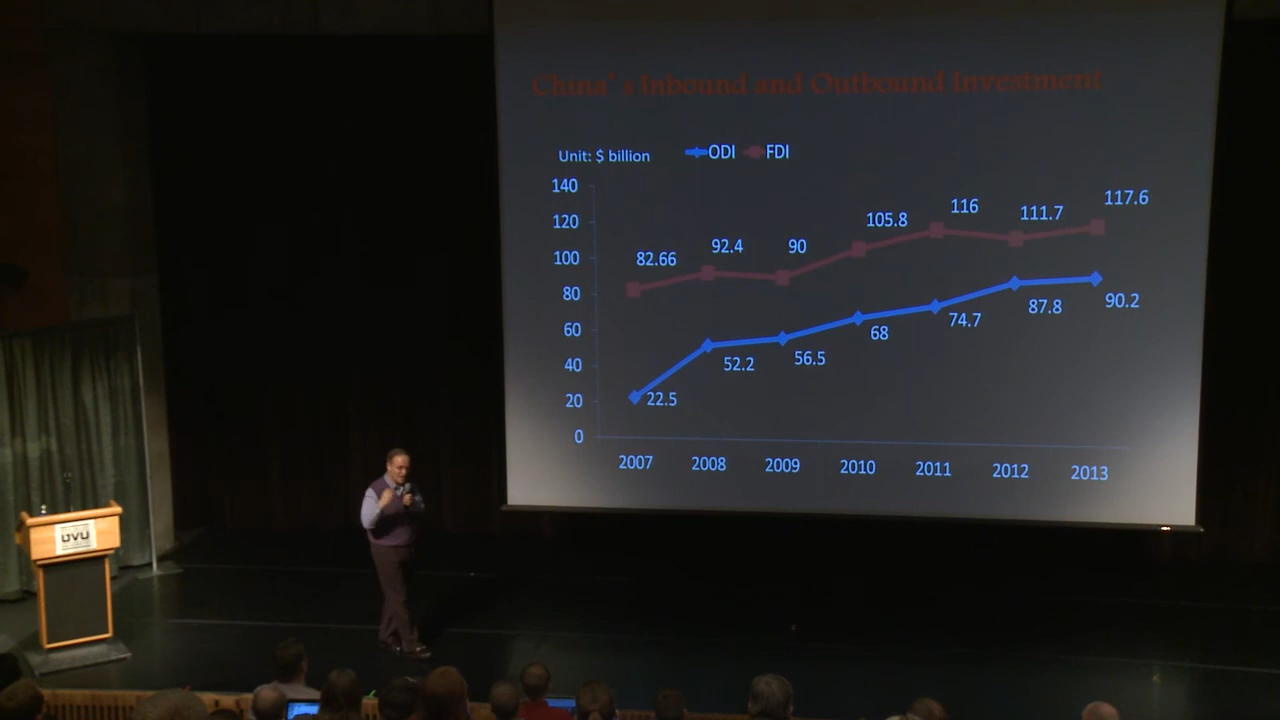 China's Inbound and Outbound Investment
Unit: $ billion
ODI FDI
140
120
100
80
60
40
20
0
82.66 92.4 90 105.8 116 111.7 117.6
22.5 52.2 56.5 68 74.7 87.8 90.2
2007 2008 2009 2010 2011 2012 2013
UVU